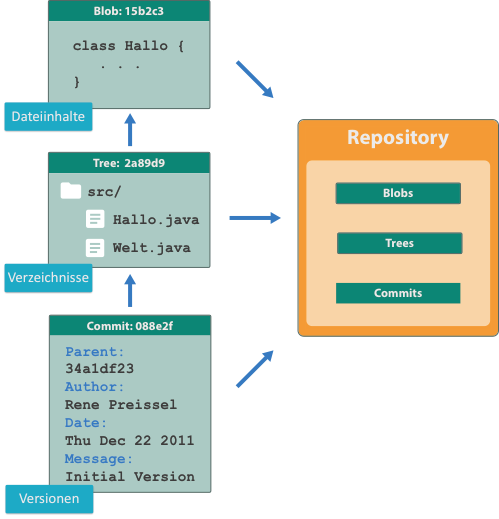 Blob: 15b2c3
class Hallo {
. . .
}
Dateiinhalte
Tree: 2a89d9
src/
Hallo.java
Welt.java
Verzeichnisse
Commit: 088e2f
Parent:
34a1df23
Author:
Rene Preissel
Date:
Thu Dec 22 2011
Message:
Initial Version
Versionen
Repository
Blobs
Trees
Commits